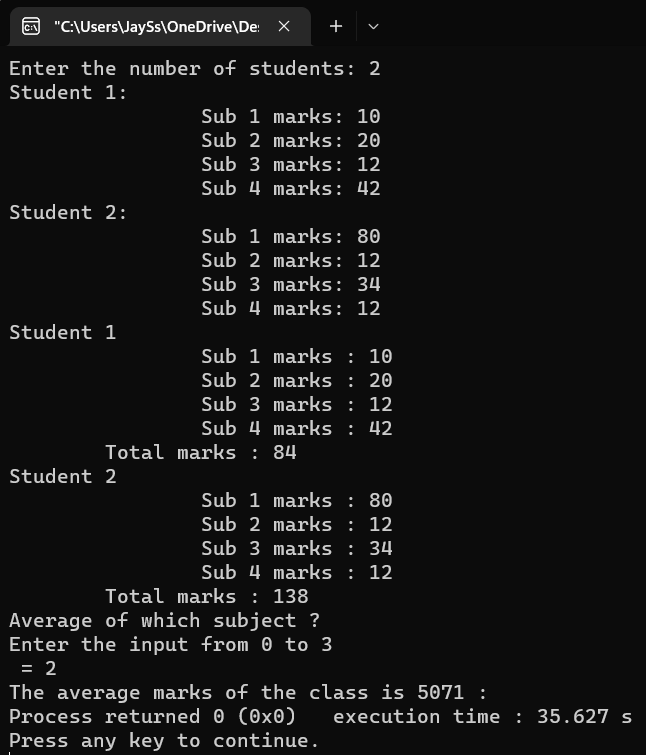 "C:\Users\JaySs\OneDrive\De:
Enter the number of students: 2
Student 1:
Sub 1 marks: 10
Sub 2 marks: 20
Sub 3 marks: 12
Sub 4 marks: 42
Student 2:
Sub 1 marks: 80
Sub 2 marks: 12
Sub 3 marks: 34
Sub 4 marks: 12
Student 1
Sub 1 marks : 10
Sub 2 marks : 20
Sub 3 marks : 12
Sub 4 marks : 42
Total marks : 84
Student 2
Sub 1 marks : 80
Sub 2 marks : 12
Sub 3 marks : 34
Sub 4 marks : 12
Total marks : 138
Average of which subject ?
Enter the input from 0 to 3
= 2
The average marks of the class is 5071 :
Process returned 0 (0x0)   execution time : 35.627 s
Press any key to continue.